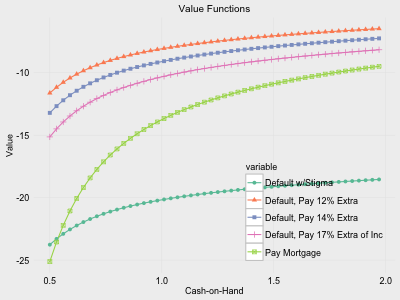 Value Functions
Value
-10
-15
-20
-25
variable
Default w/Stigma
Default, Pay 12% Extra
Default, Pay 14% Extra
Default, Pay 17% Extra of Inc
Pay Mortgage
0.5 1.0 1.5 2.0
Cash-on-Hand